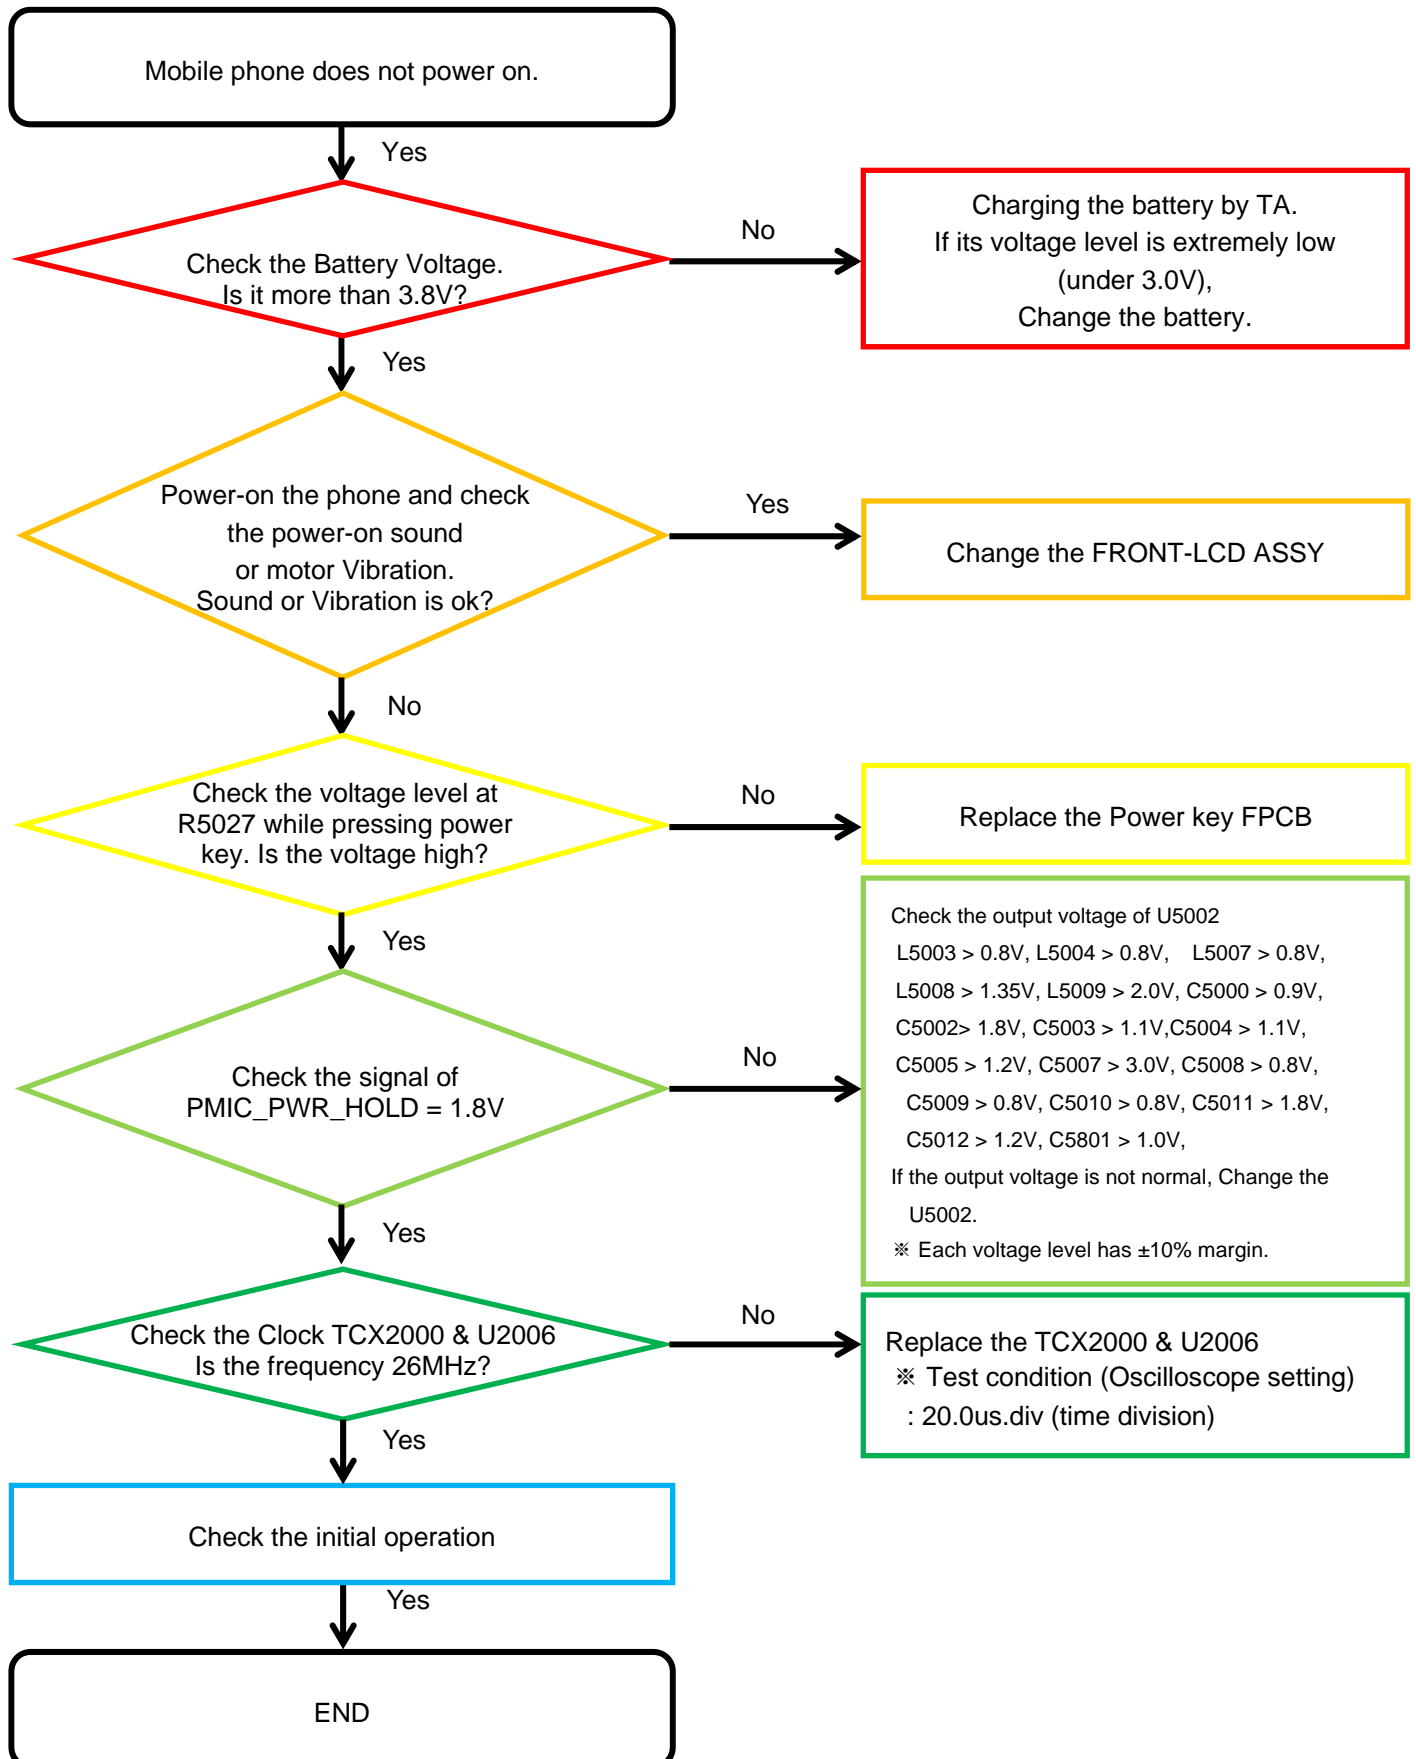 Mobile phone does not power on.
Yes
Check the Battery Voltage.
Is it more than 3.8V?
No
Charging the battery by TA.
If its voltage level is extremely low
(under 3.0V),
Change the battery.
Yes
Power-on the phone and check
the power-on sound
or motor Vibration.
Sound or Vibration is ok?
Yes
Change the FRONT-LCD ASSY
No
Check the voltage level at
R5027 while pressing power
key. Is the voltage high?
No
Replace the Power key FPCB
Yes
Check the signal of
PMIC_PWR_HOLD = 1.8V
No
Check the output voltage of U5002
L5003 > 0.8V, L5004 > 0.8V, L5007 > 0.8V,
L5008 > 1.35V, L5009 > 2.0V, C5000 > 0.9V,
C5002> 1.8V, C5003 > 1.1V,C5004 > 1.1V,
C5005 > 1.2V, C5007 > 3.0V, C5008 > 0.8V,
C5009 > 0.8V, C5010 > 0.8V, C5011 > 1.8V,
C5012 > 1.2V, C5801 > 1.0V,
If the output voltage is not normal, Change the
U5002.
※ Each voltage level has ±10% margin.
Yes
Check the Clock TCX2000 & U2006
Is the frequency 26MHz?
No
Replace the TCX2000 & U2006
※ Test condition (Oscilloscope setting)
: 20.0us.div (time division)
Yes
Check the initial operation
Yes
END